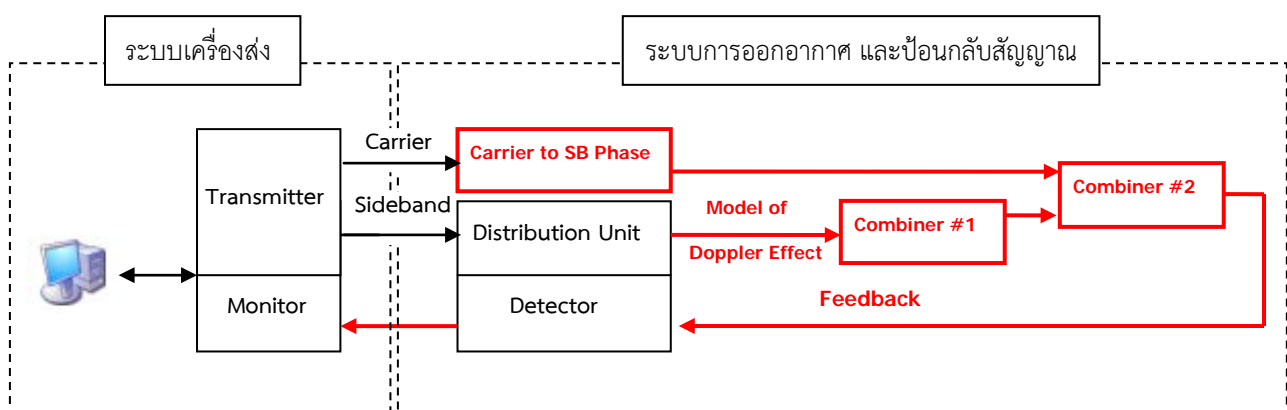 ระบบเครื่องส่ง
ระบบการออกอากาศ และป้อนกลับสัญญาณ
Carrier
Carrier to SB Phase
Combiner #2
Transmitter
Sideband
Model of
Combiner #1
Distribution Unit
Doppler Effect
Monitor
Detector
Feedback